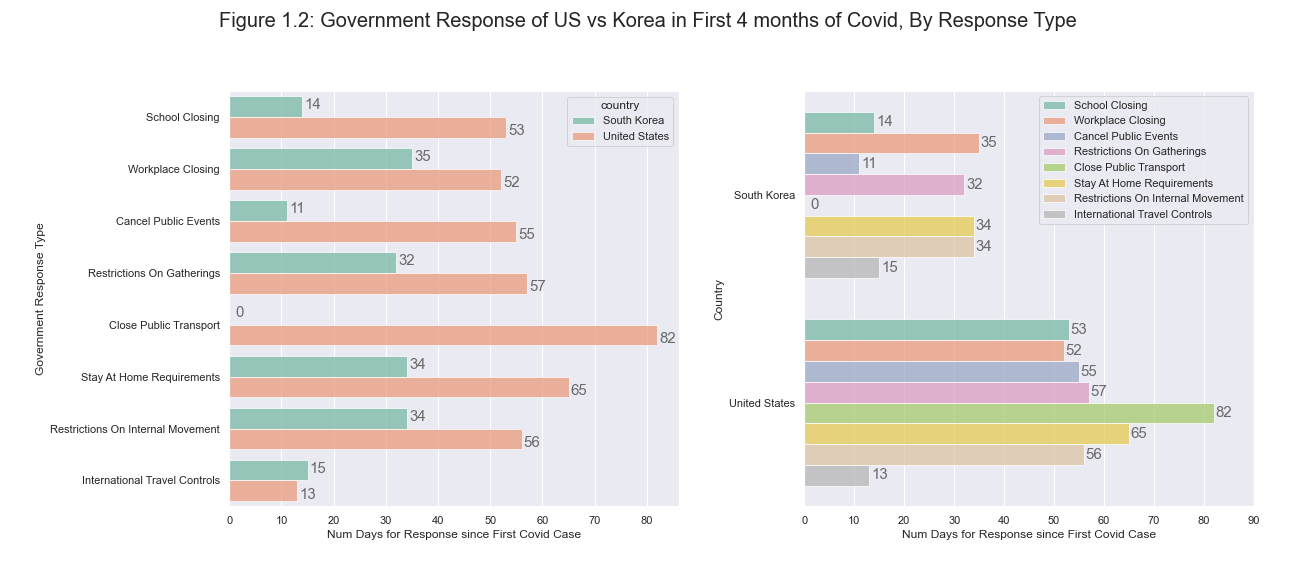 Figure 1.2: Government Response of US vs Korea in First 4 months of Covid, By Response Type
Government Response Type
School Closing
Workplace Closing
Cancel Public Events
Restrictions On Gatherings
Close Public Transport
Stay At Home Requirements
Restrictions On Internal Movement
International Travel Controls
14
53
35
52
11
55
32
57
0
82
34
65
34
56
15
13
country
South Korea
United States
0 10 20 30 40 50 60 70 80
Num Days for Response since First Covid Case
Country
South Korea
United States
14
35
11
32
0
34
34
15
53
52
55
57
82
65
56
13
School Closing
Workplace Closing
Cancel Public Events
Restrictions On Gatherings
Close Public Transport
Stay At Home Requirements
Restrictions On Internal Movement
International Travel Controls
0 10 20 30 40 50 60 70 80 90
Num Days for Response since First Covid Case